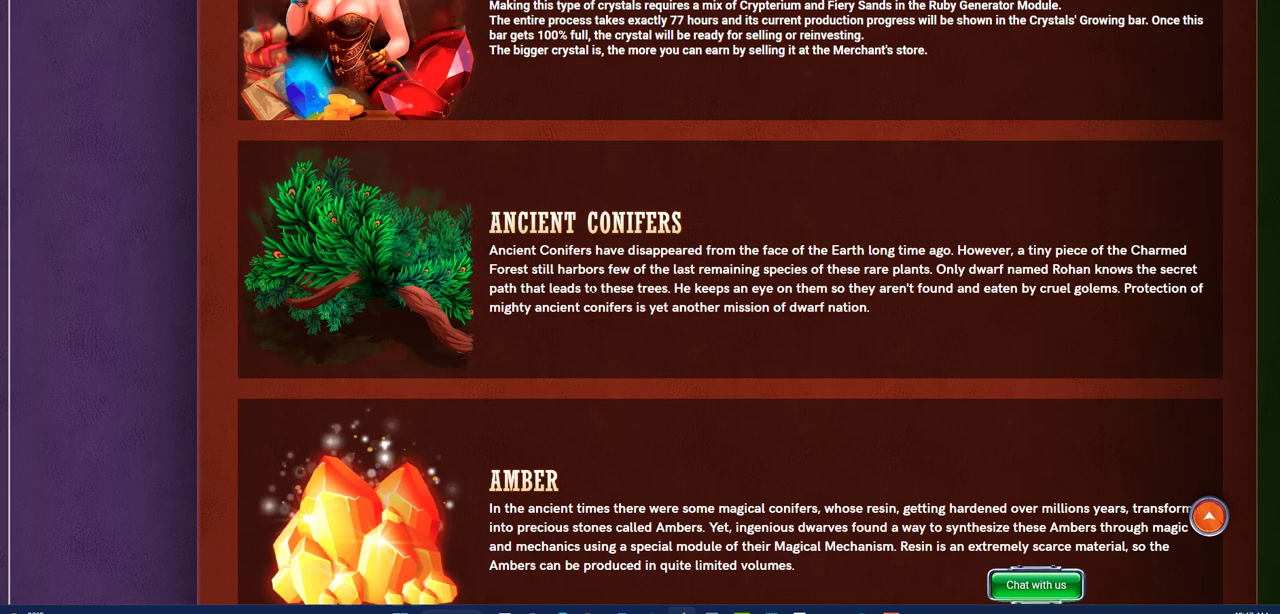 Making this type of crystals requires a mix of Crypterium and Fiery Sands in the Ruby Generator Module.
The entire process takes exactly 77 hours and its current production progress will be shown in the Crystals' Growing bar. Once this
bar gets 100% full, the crystal will be ready for selling or reinvesting.
The bigger crystal is, the more you can earn by selling it at the Merchant's store.
ANCIENT CONIFERS
Ancient Conifers have disappeared from the face of the Earth long time ago. However, a tiny piece of the Charmed
Forest still harbors few of the last remaining species of these rare plants. Only dwarf named Rohan knows the secret
path that leads to these trees. He keeps an eye on them so they aren't found and eaten by cruel golems. Protection of
mighty ancient conifers is yet another mission of dwarf nation.
AMBER
In the ancient times there were some magical conifers, whose resin, getting hardened over millions years, transform
into precious stones called Ambers. Yet, ingenious dwarves found a way to synthesize these Ambers through magic
and mechanics using a special module of their Magical Mechanism. Resin is an extremely scarce material, so the
Ambers can be produced in quite limited volumes.
Chat with us